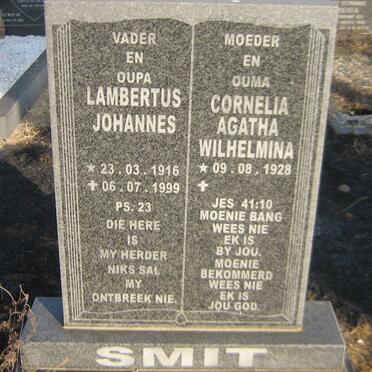 VADER
EN
OUPA
LAMBERTUS
JOHANNES
★ 23.03.1916
✝ 06.07.1999
PS. 23
DIE HERE
IS
MY HERDER
NIKS SAL
MY
ONTBREEK NIE.
MOEDER
EN
OUMA
CORNELIA
AGATHA
WILHELMINA
★ 09.08.1928
✝
JES 41:10
MOENIE BANG
WEES NIE
EK IS
BY JOU.
MOENIE
BEKOMMERD
WEES NIE
EK IS
JOU GOD.
SMIT